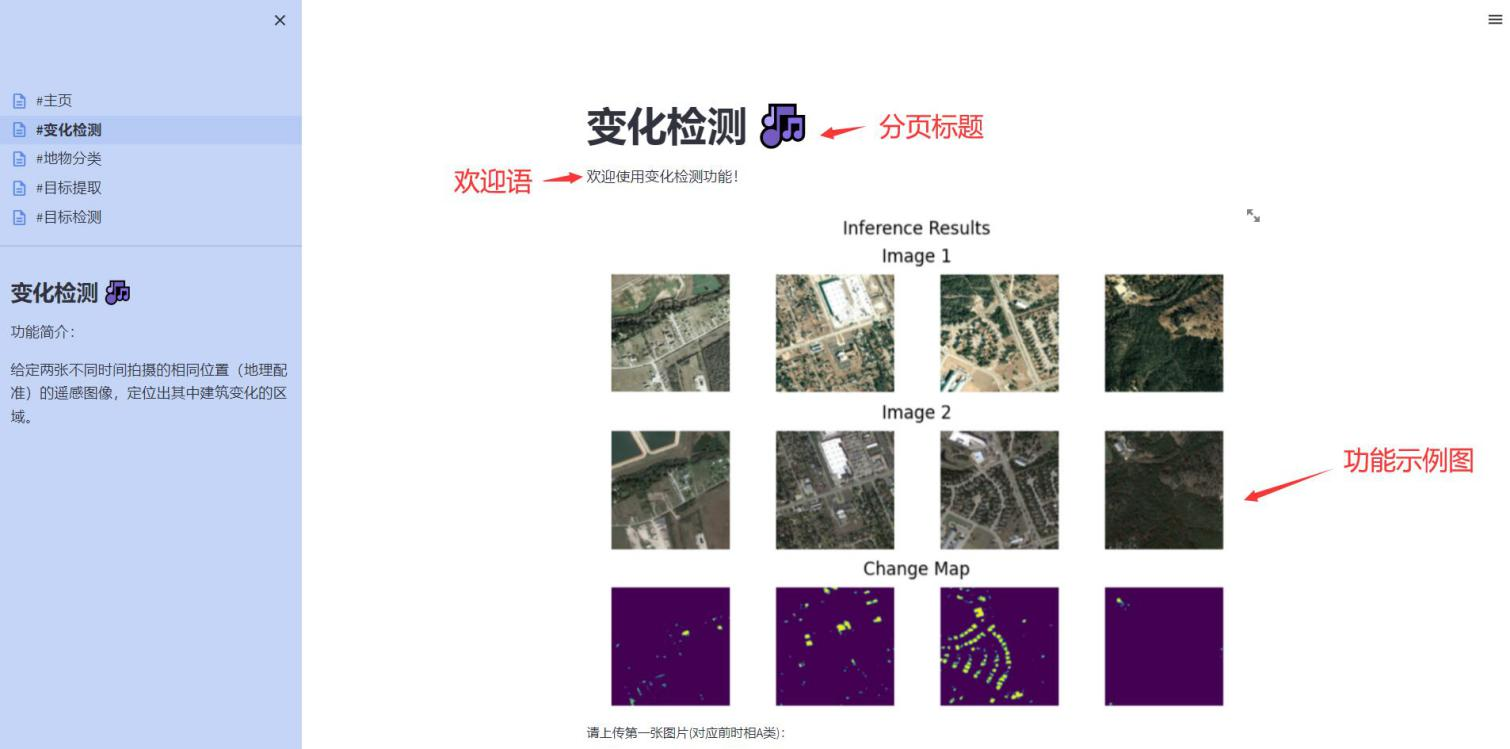 #主页
#变化检测
#地物分类
#目标提取
#目标检测
变化检测
功能简介：
给定两张不同时间拍摄的相同位置（地理配
准）的遥感图像，定位出其中建筑变化的区
域。
变化检测
分页标题
欢迎语
欢迎使用变化检测功能！
Inference Results
Image 1
Image 2
功能示例图
Change Map
请上传第一张图片(对应前时相A类)：